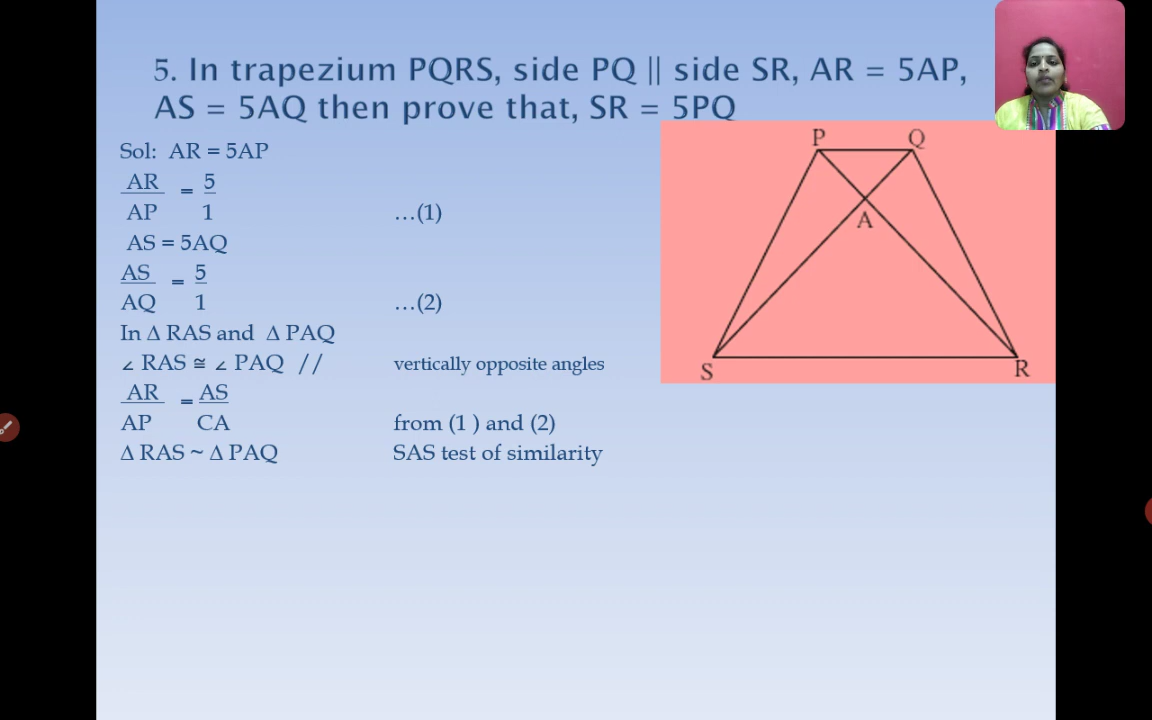 5. In trapezium PQRS, side PQ || side SR, AR = 5AP,
AS = 5AQ then prove that, SR = 5PQ
Sol: AR = 5AP
AR = 5
AP 1 …(1)
AS = 5AQ
AS = 5
AQ 1 …(2)
In Δ RAS and Δ PAQ
∠ RAS ≅ ∠ PAQ // vertically opposite angles
AR = AS
AP CA from (1 ) and (2)
Δ RAS ~ Δ PAQ SAS test of similarity
P Q
A
S R